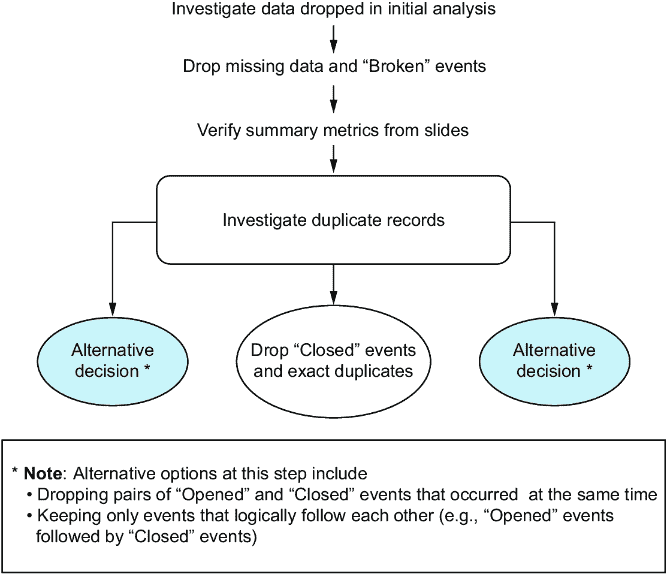 Investigate data dropped in initial analysis
Drop missing data and “Broken” events
Verify summary metrics from slides
Investigate duplicate records
Alternative
decision *
Drop “Closed” events
and exact duplicates
Alternative
decision *
* Note: Alternative options at this step include
• Dropping pairs of “Opened” and “Closed” events that occurred at the same time
• Keeping only events that logically follow each other (e.g., “Opened” events
followed by “Closed” events)